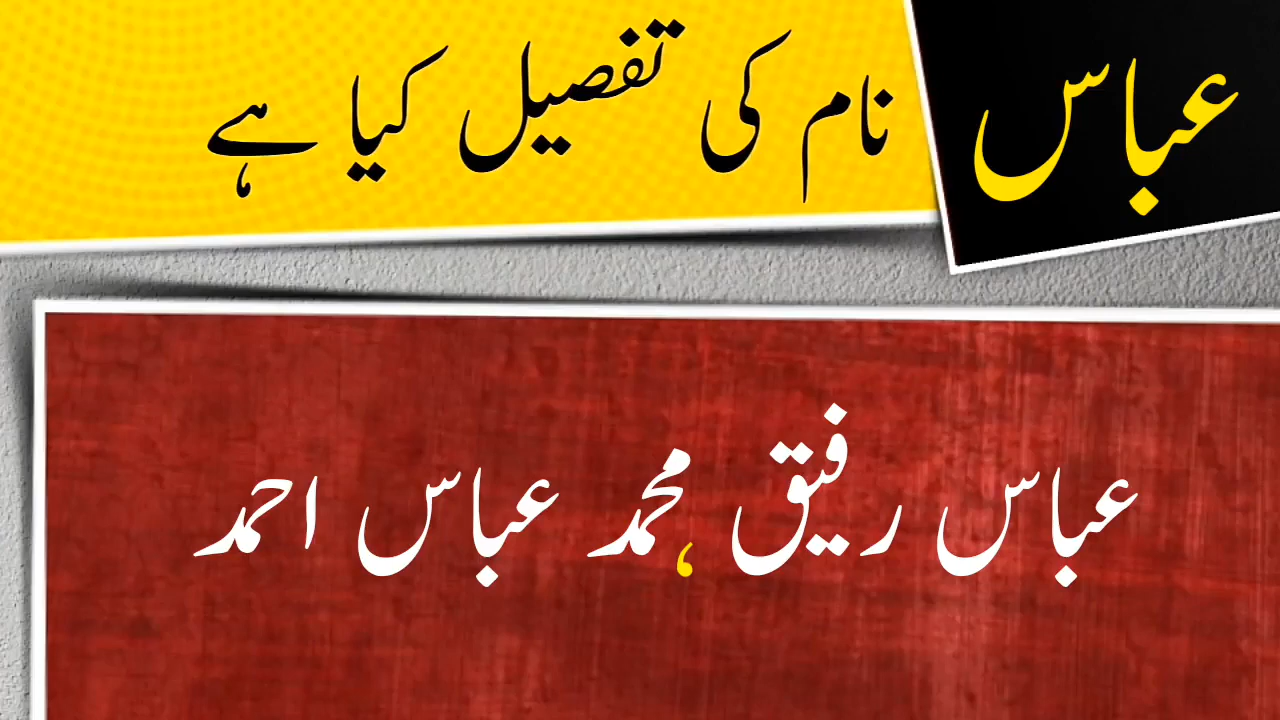 عباس نام کی تفصیل کیا ہے
عباس رفیق ، محمد عباس احمد